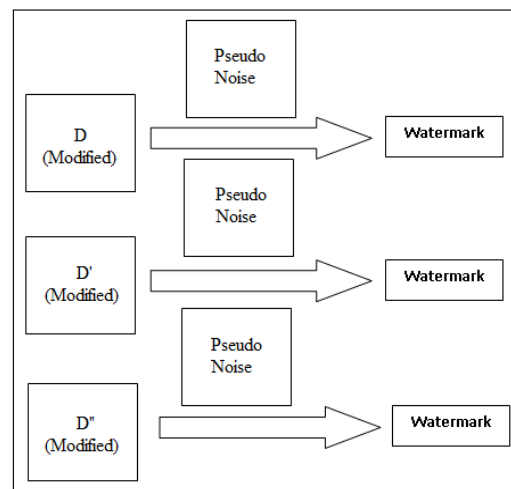 Pseudo
Noise
D
(Modified)
Watermark
Pseudo
Noise
D'
(Modified)
Watermark
Pseudo
Noise
D"
(Modified)
Watermark